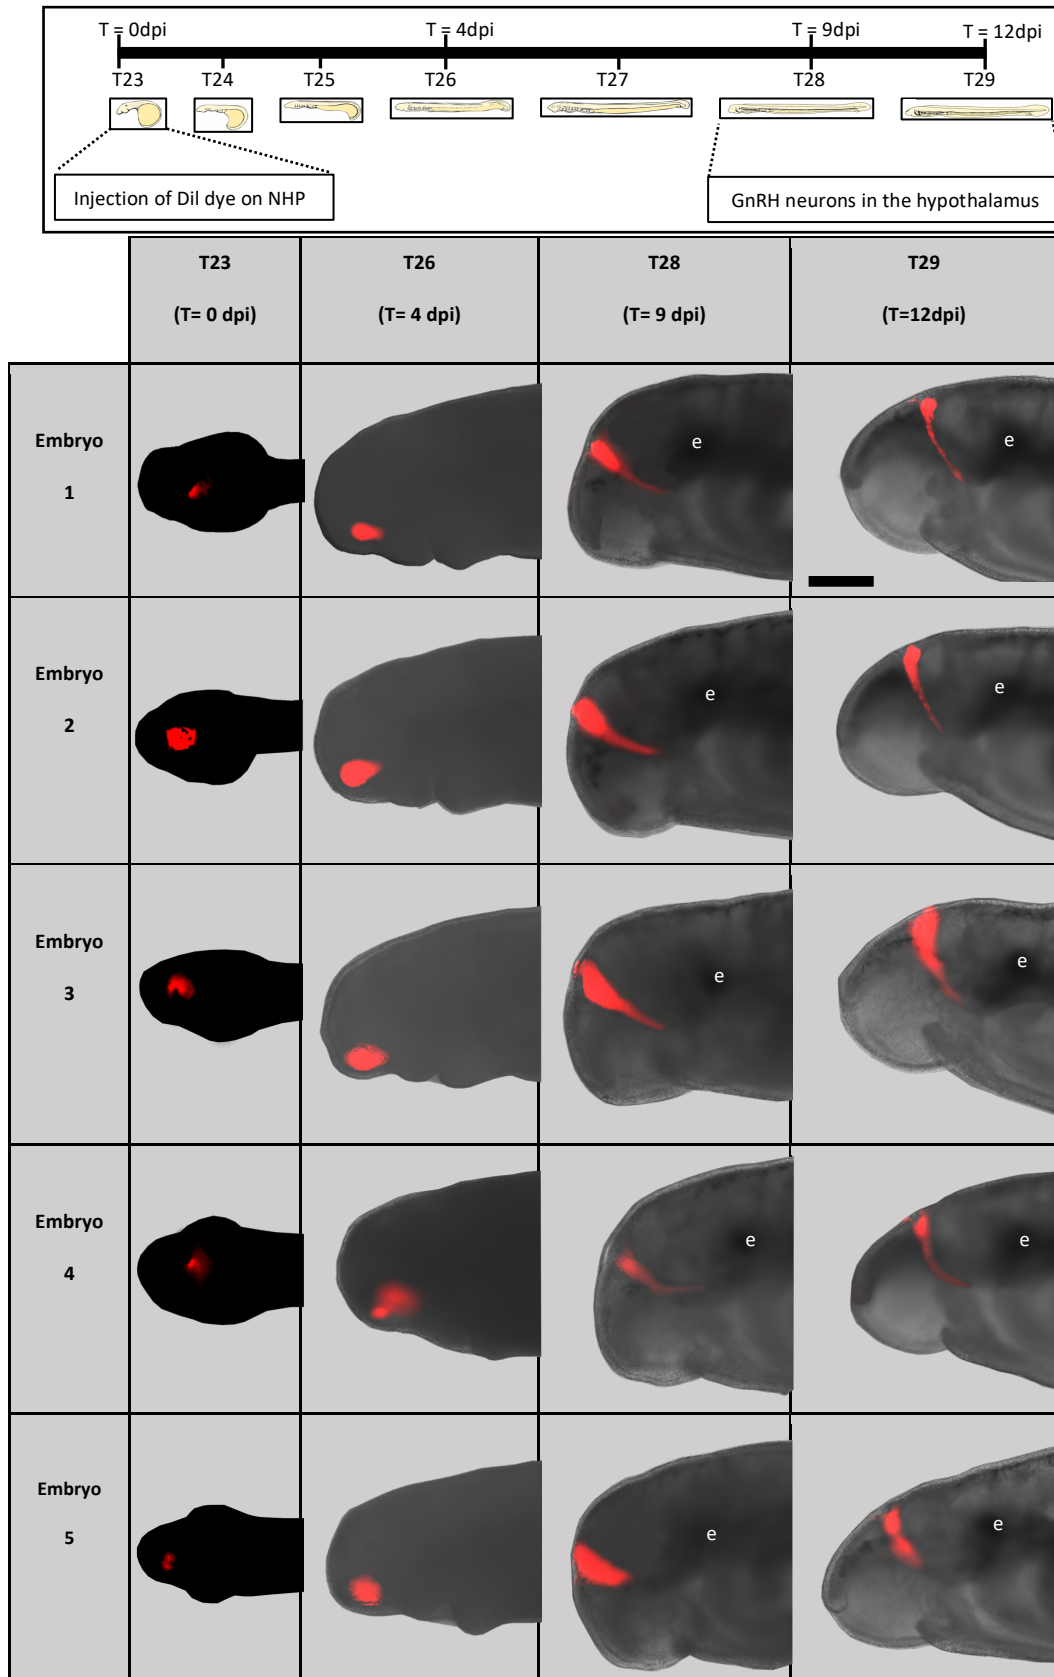 T = 0dpi T = 4dpi T = 9dpi T = 12dpi
T23 T24 T25 T26 T27 T28 T29
Injection of Dil dye on NHP
GnRH neurons in the hypothalamus
T23 T26 T28 T29
(T= 0 dpi) (T= 4 dpi) (T= 9 dpi) (T=12dpi)
Embryo
1
e e
Embryo
2
e e
Embryo
3
e e
Embryo
4
e e
Embryo
5
e e